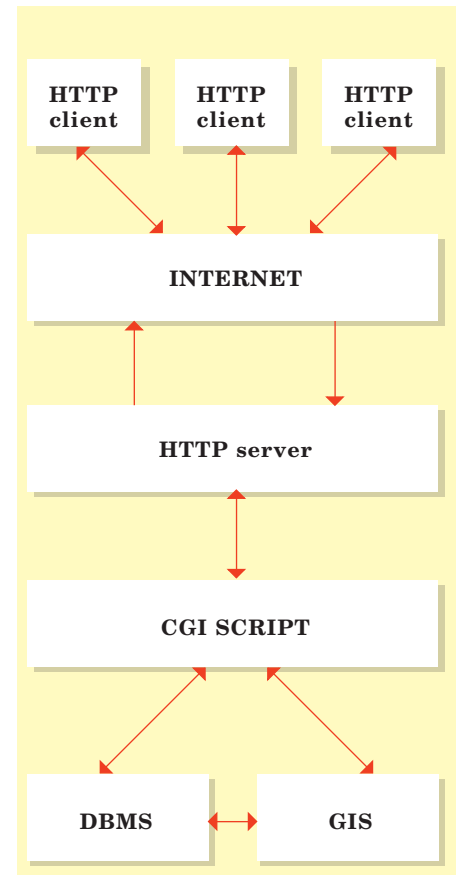 HTTP
client
HTTP
client
HTTP
client
INTERNET
HTTP server
CGI SCRIPT
DBMS
GIS